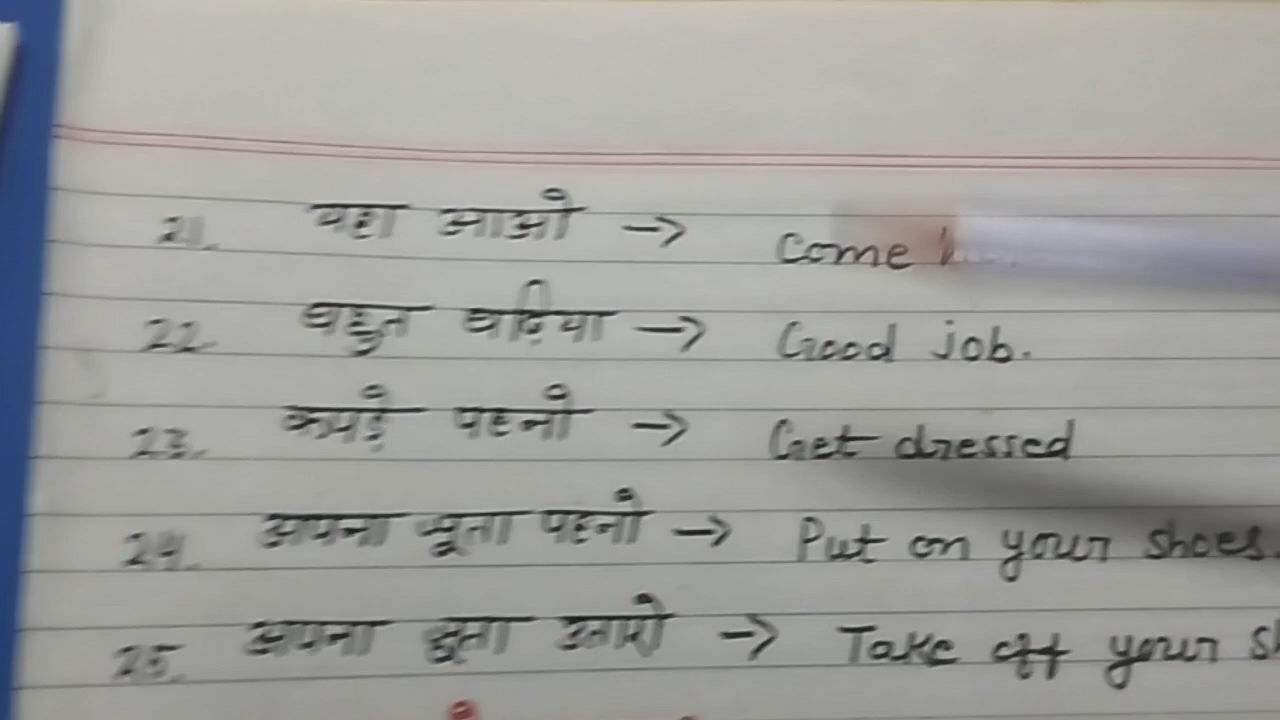 21. यहा आओ → Come
22. बहुत बढ़िया → Good job.
23. कपड़े पहनो → Get dressed
24. अपना जूता पहनो → Put on your shoes.
25. अपना जूता उतारो → Take off your